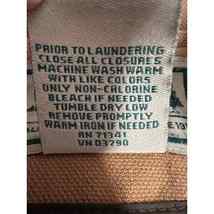 PRIOR TO LAUNDERING
CLOSE ALL CLOSURES
MACHINE WASH WARM
WITH LIKE COLORS
ONLY NON-CHLORINE
BLEACH IF NEEDED
TUMBLE DRY LOW
REMOVE PROMPTLY
WARM IRON IF NEEDED
RN 71341
VN 03790